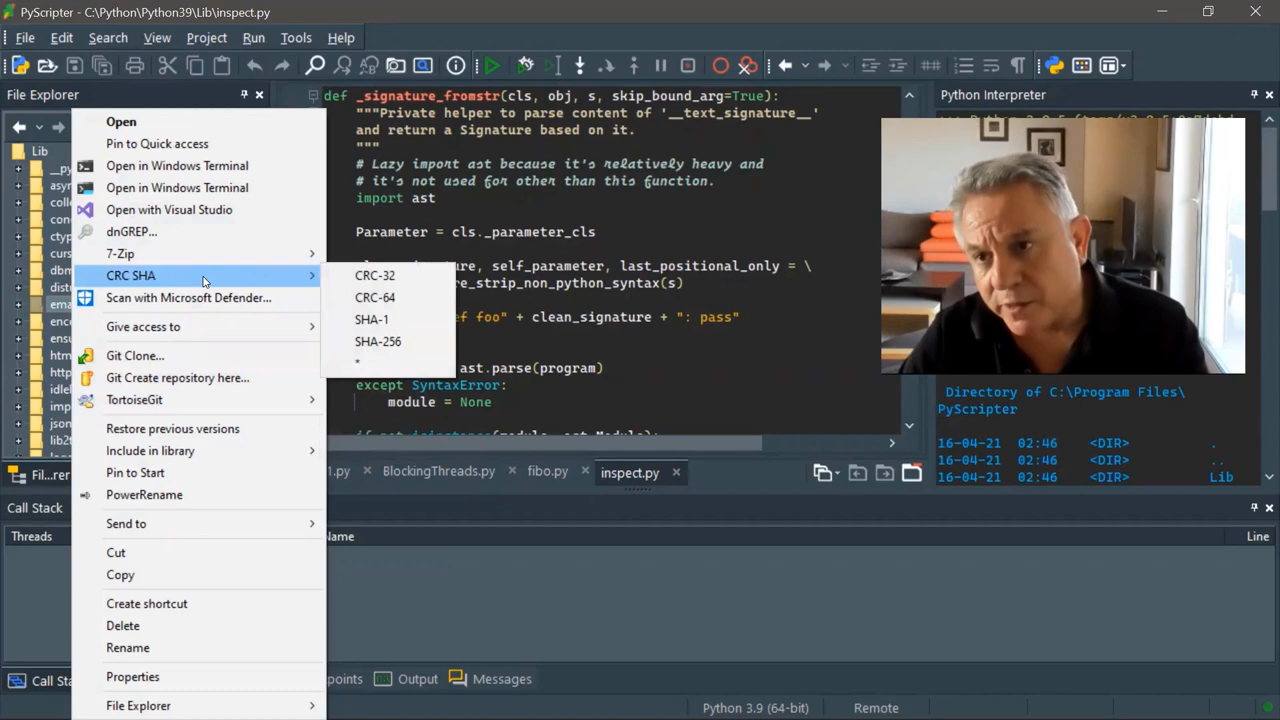 PyScripter - C:\Python\Python39\Lib\inspect.py
File Edit Search View Project Run Tools Help
File Explorer
Lib
Open
Pin to Quick access
Open in Windows Terminal
Open in Windows Terminal
Open with Visual Studio
dnGREP...
7-Zip
CRC SHA
Scan with Microsoft Defender...
Give access to
Git Clone...
Git Create repository here...
TortoiseGit
Restore previous versions
Include in library
Pin to Start
PowerRename
Send to
Cut
Copy
Create shortcut
Delete
Rename
Properties
File Explorer
CRC-32
CRC-64
SHA-1
SHA-256
*
def _signature_fromstr(cls, obj, s, skip_bound_arg=True):
"""Private helper to parse content of '__text_signature__'
and return a Signature based on it.
"""
# Lazy import ast because it's relatively heavy and
# it's not used for other than this function.
import ast
Parameter = cls._parameter_cls
self_parameter, last_positional_only = \
strip_non_python_syntax(s)
foo" + clean_signature + ": pass"
ast.parse(program)
except SyntaxError:
module = None
Python Interpreter
Directory of C:\Program Files\
PyScripter
16-04-21 02:46 <DIR> .
16-04-21 02:46 <DIR> ..
16-04-21 02:46 <DIR> Lib
1.py BlockingThreads.py fibo.py inspect.py
Call Stack
Threads Name Line
Output Messages
Python 3.9 (64-bit) Remote